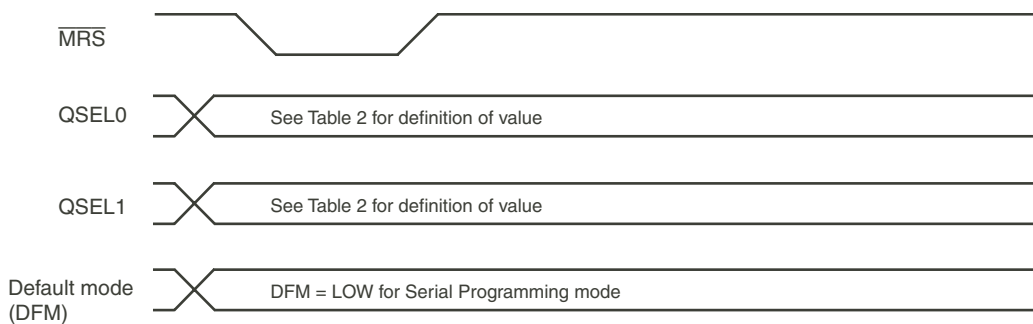 MRS
QSEL0
See Table 2 for definition of value
QSEL1
See Table 2 for definition of value
Default mode
(DFM)
DFM = LOW for Serial Programming mode